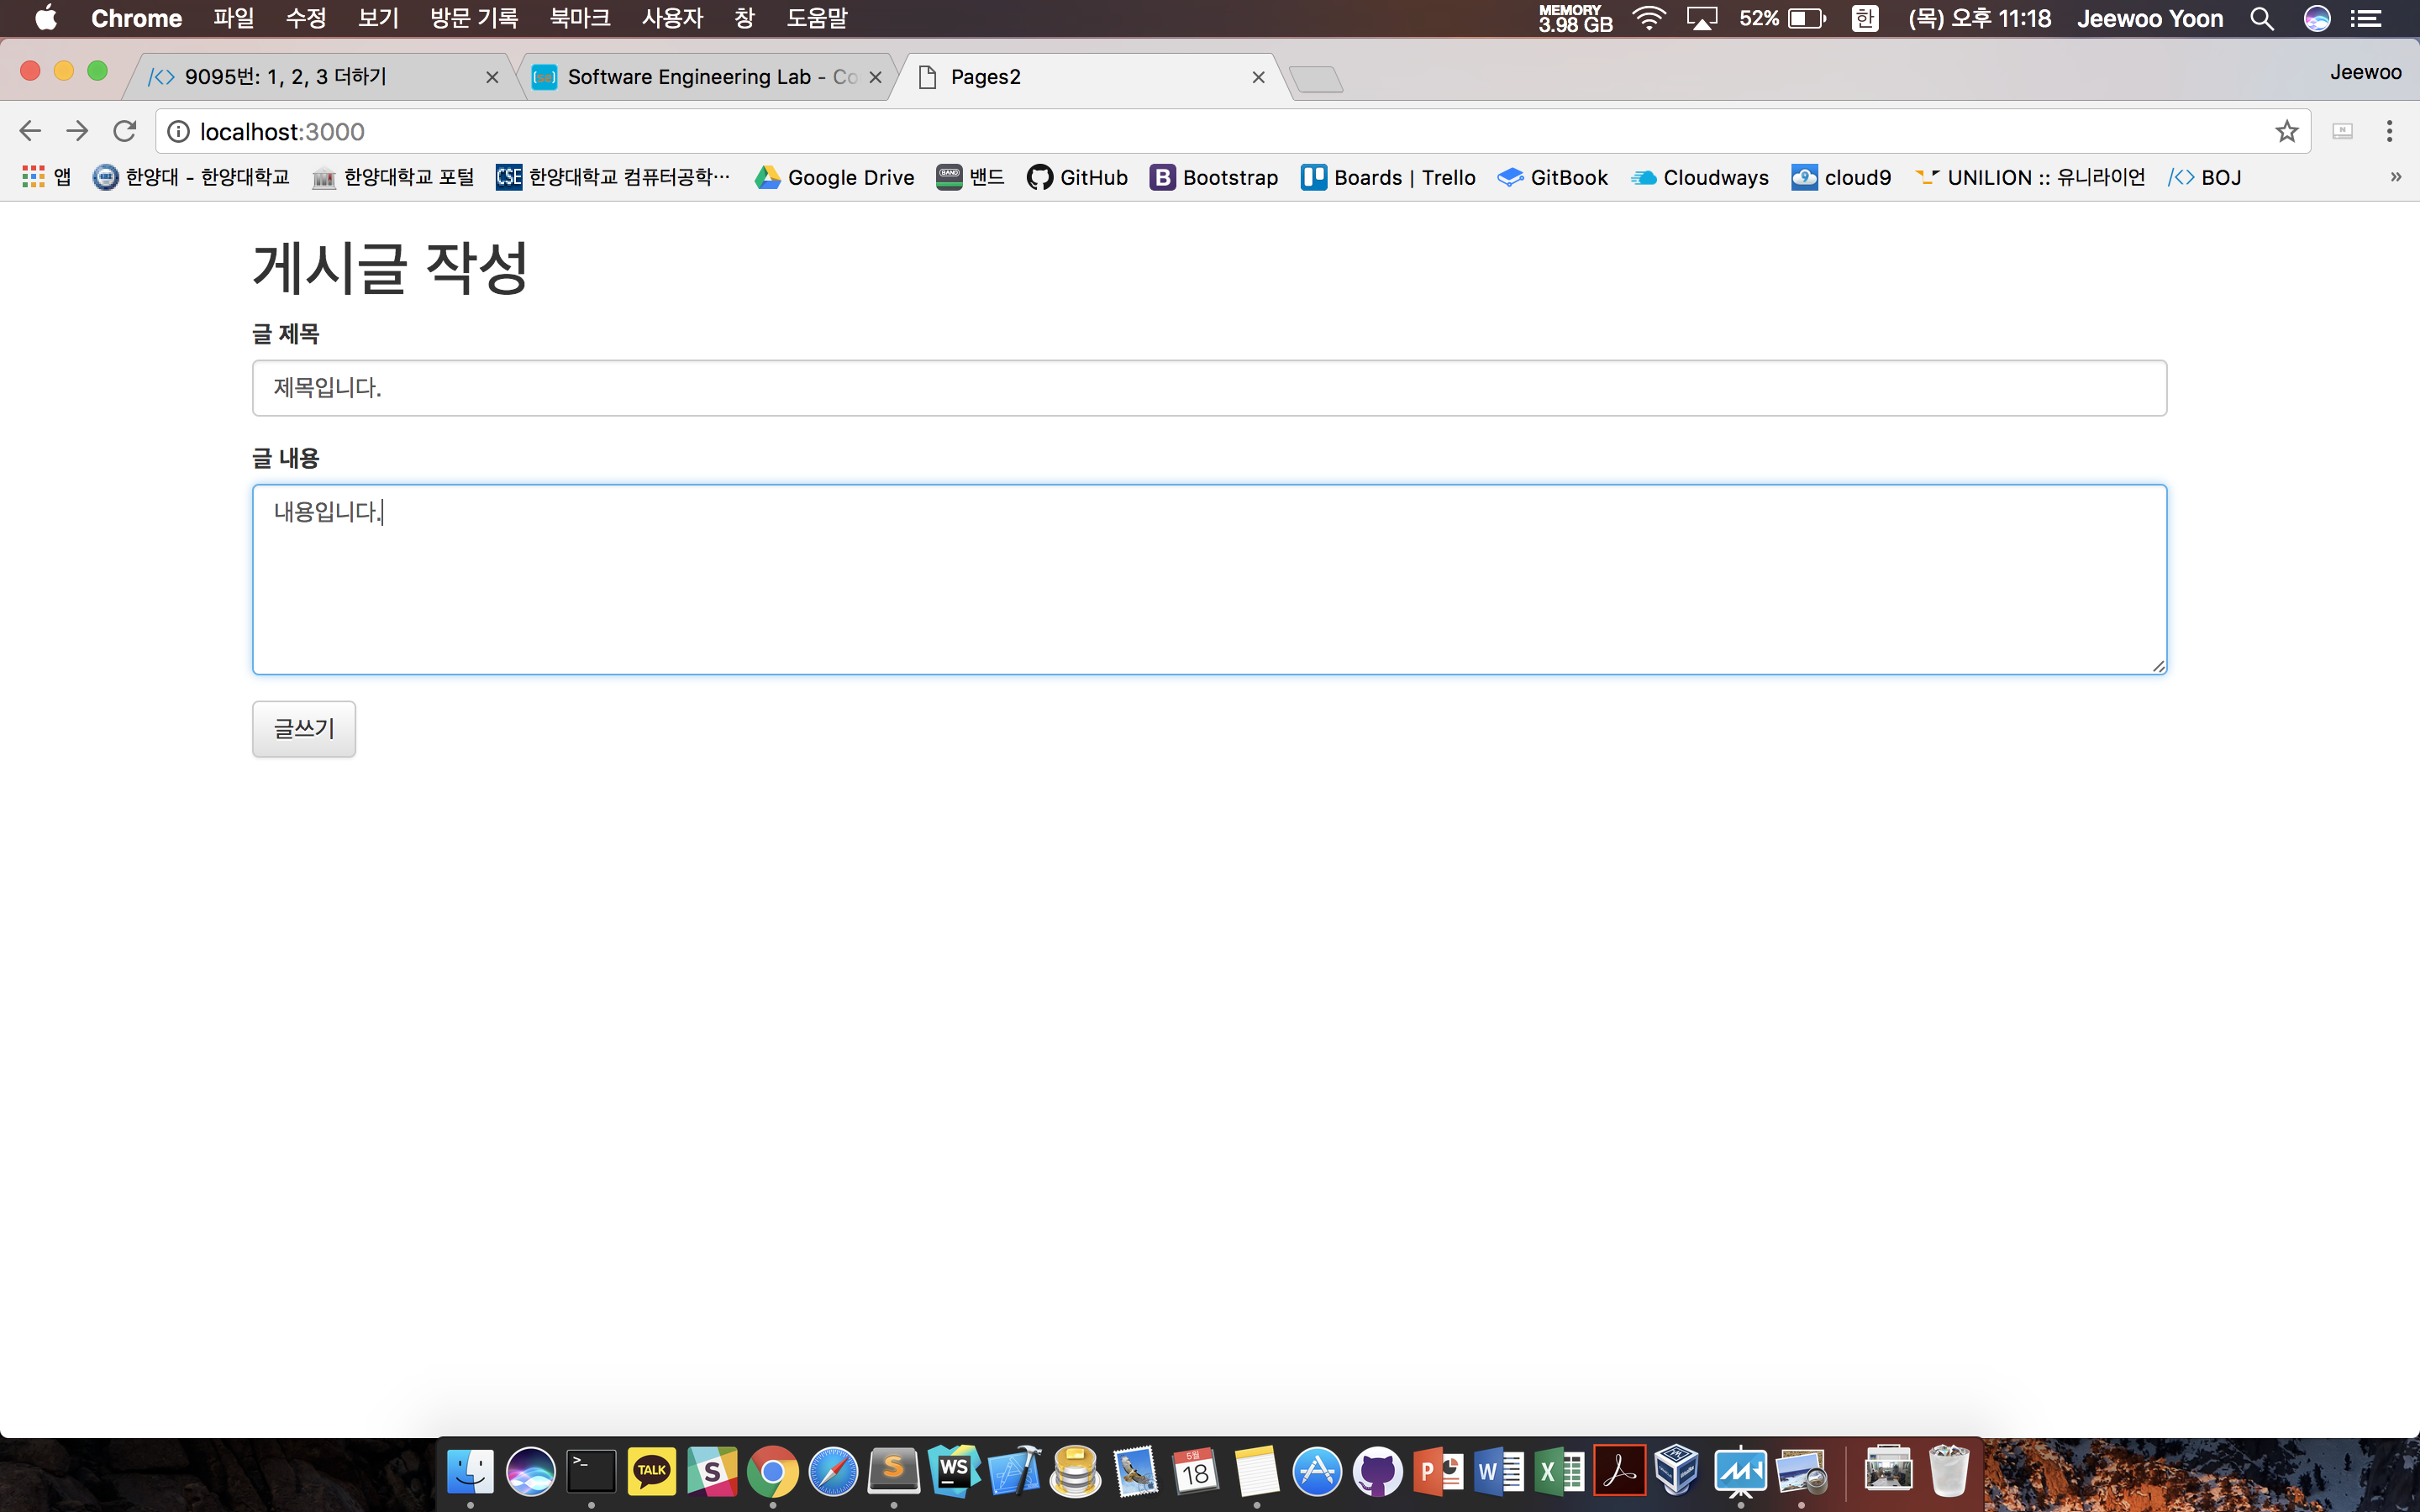 Chrome 파일 수정 보기 방문 기록 북마크 사용자 창 도움말 MEMORY 3.98 GB 52% 한 (목) 오후 11:18 Jeewoo Yoon
9095번: 1, 2, 3 더하기 Software Engineering Lab - Co Pages2 Jeewoo
localhost:3000
앱 한양대 - 한양대학교 한양대학교 포털 CSE 한양대학교 컴퓨터공학… Google Drive BAND 밴드 GitHub B Bootstrap Boards | Trello GitBook Cloudways 9 cloud9 UNILION :: 유니라이언 BOJ »
게시글 작성
글 제목
제목입니다.
글 내용
내용입니다.
글쓰기
>_ TALK S S WS 5월 18 P W X